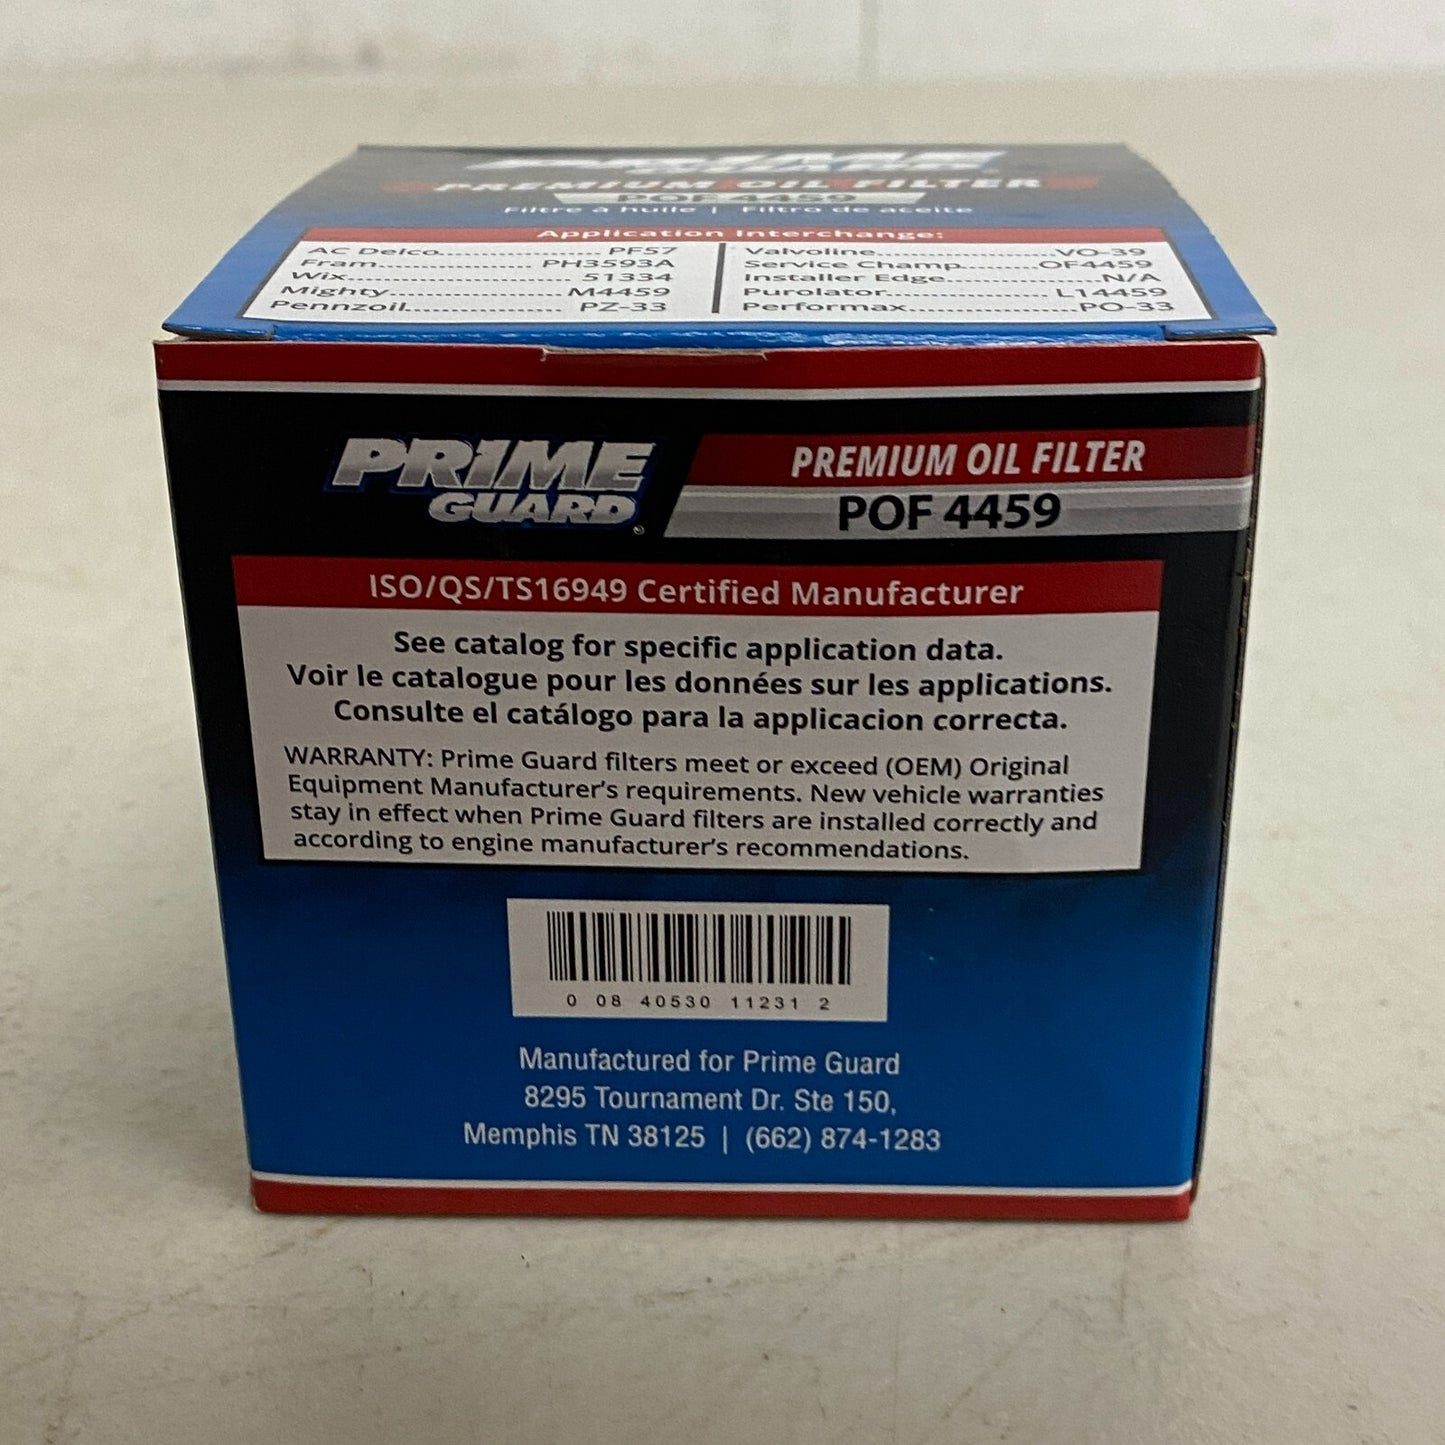 PRIME
GUARD
PREMIUM OIL FILTER
POF 4459
Filtre à huile | Filtro de aceite
Application Interchange:
AC Delco.................... PF57
Fram.................... PH3593A
Wix.............................. 51334
Mighty....................... M4459
Pennzoil.................... PZ-33
Valvoline.......................VO-39
Service Champ..........OF4459
Installer Edge...................N/A
Purolator.................... L14459
Performax.....................PO-33
PRIME
GUARD®
PREMIUM OIL FILTER
POF 4459
ISO/QS/TS16949 Certified Manufacturer
See catalog for specific application data.
Voir le catalogue pour les données sur les applications.
Consulte el catálogo para la applicacion correcta.
WARRANTY: Prime Guard filters meet or exceed (OEM) Original
Equipment Manufacturer's requirements. New vehicle warranties
stay in effect when Prime Guard filters are installed correctly and
according to engine manufacturer's recommendations.
0 08 40530 11231 2
Manufactured for Prime Guard
8295 Tournament Dr. Ste 150,
Memphis TN 38125 | (662) 874-1283